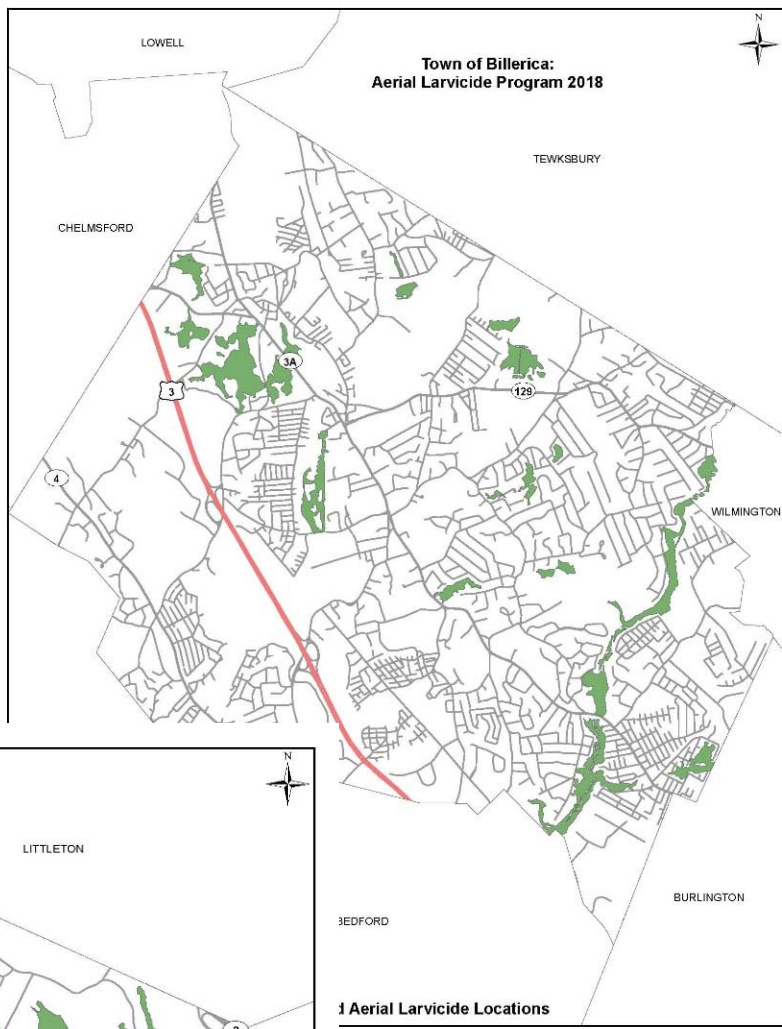 LOWELL
N
Town of Billerica:
Aerial Larvicide Program 2018
TEWKSBURY
CHELMSFORD
3A
3
129
4
WILMINGTON
N
LITTLETON
BEDFORD
BURLINGTON
d Aerial Larvicide Locations
2